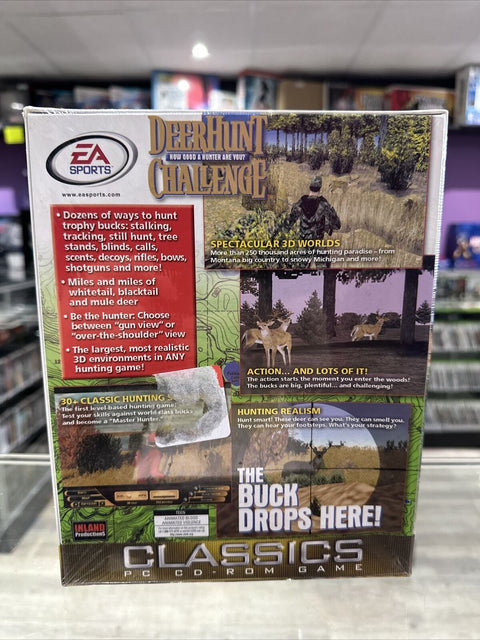 EA
SPORTS
www.easports.com
DEERHUNT
HOW GOOD A HUNTER ARE YOU?
CHALLENGE
• Dozens of ways to hunt
trophy bucks: stalking,
tracking, still hunt, tree
stands, blinds, calls,
scents, decoys, rifles, bows,
shotguns and more!
• Miles and miles of
whitetail, blacktail
and mule deer
• Be the hunter: Choose
between "gun view" or
"over-the-shoulder" view
• The largest, most realistic
3D environments in ANY
hunting game!
SPECTACULAR 3D WORLDS
More than 250 thousand acres of hunting paradise – from
Montana big country to snowy Michigan and more!
ACTION... AND LOTS OF IT!
The action starts the moment you enter the woods!
The bucks are big, plentiful... and challenging!
30+ CLASSIC HUNTING
The first level-based hunting game.
Test your skills against world class bucks
and become a "Master Hunter."
HUNTING REALISM
Hunt smart! These deer can see you. They can smell you.
They can hear your footsteps. What's your strategy?
THE
BUCK
DROPS HERE!
INLAND
Productions
TEEN
ANIMATED BLOOD
ANIMATED VIOLENCE
CLASSICS
PC CD-ROM GAME